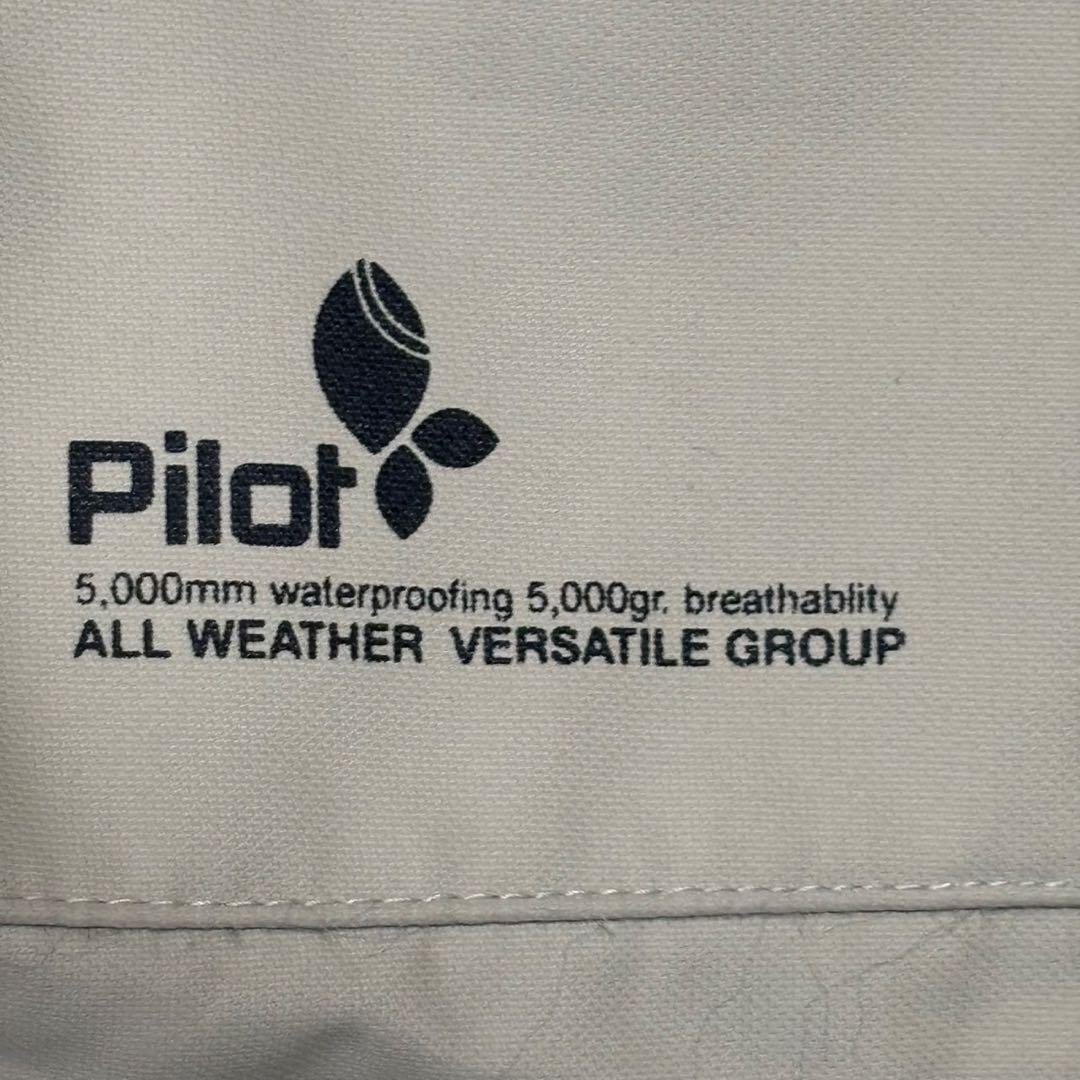 Pilot
5,000mm waterproofing 5,000gr. breathablity
ALL WEATHER VERSATILE GROUP